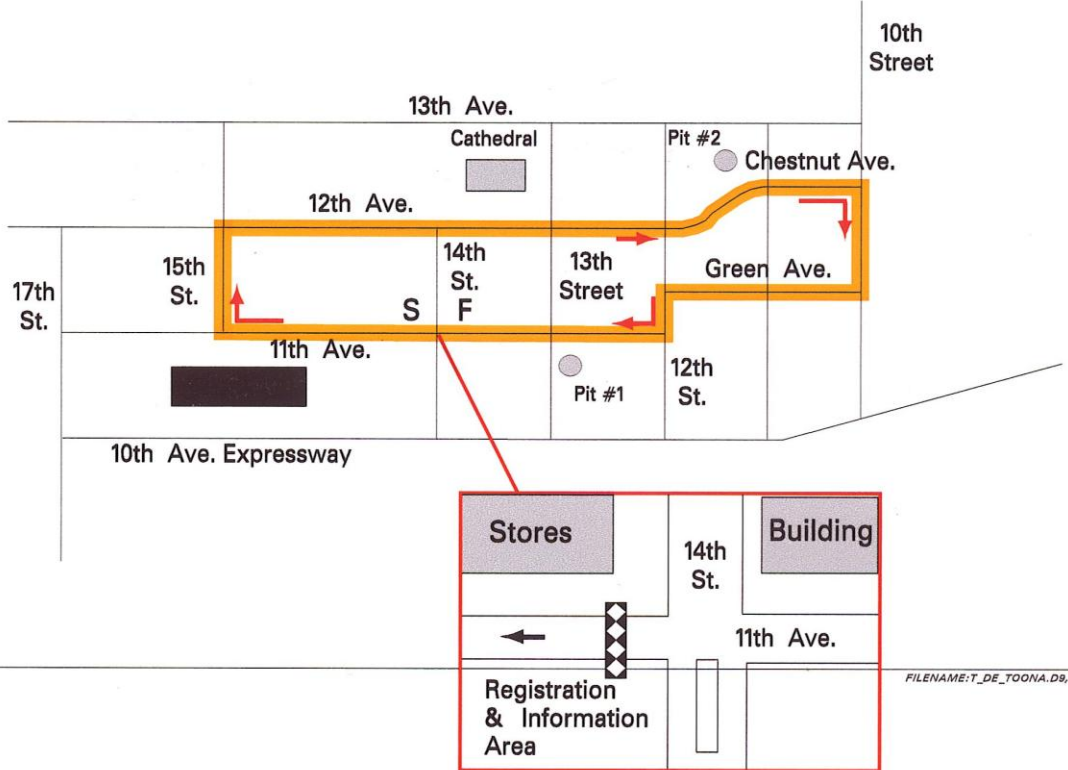 10th
Street
13th Ave.
Cathedral
Pit #2
Chestnut Ave.
12th Ave.
15th
St.
14th
St.
13th
Street
Green Ave.
17th
St.
S F
11th Ave.
Pit #1
12th
St.
10th Ave. Expressway
Stores
Building
14th
St.
11th Ave.
Registration
& Information
Area
FILENAME:T_DE_TOONA.D9,